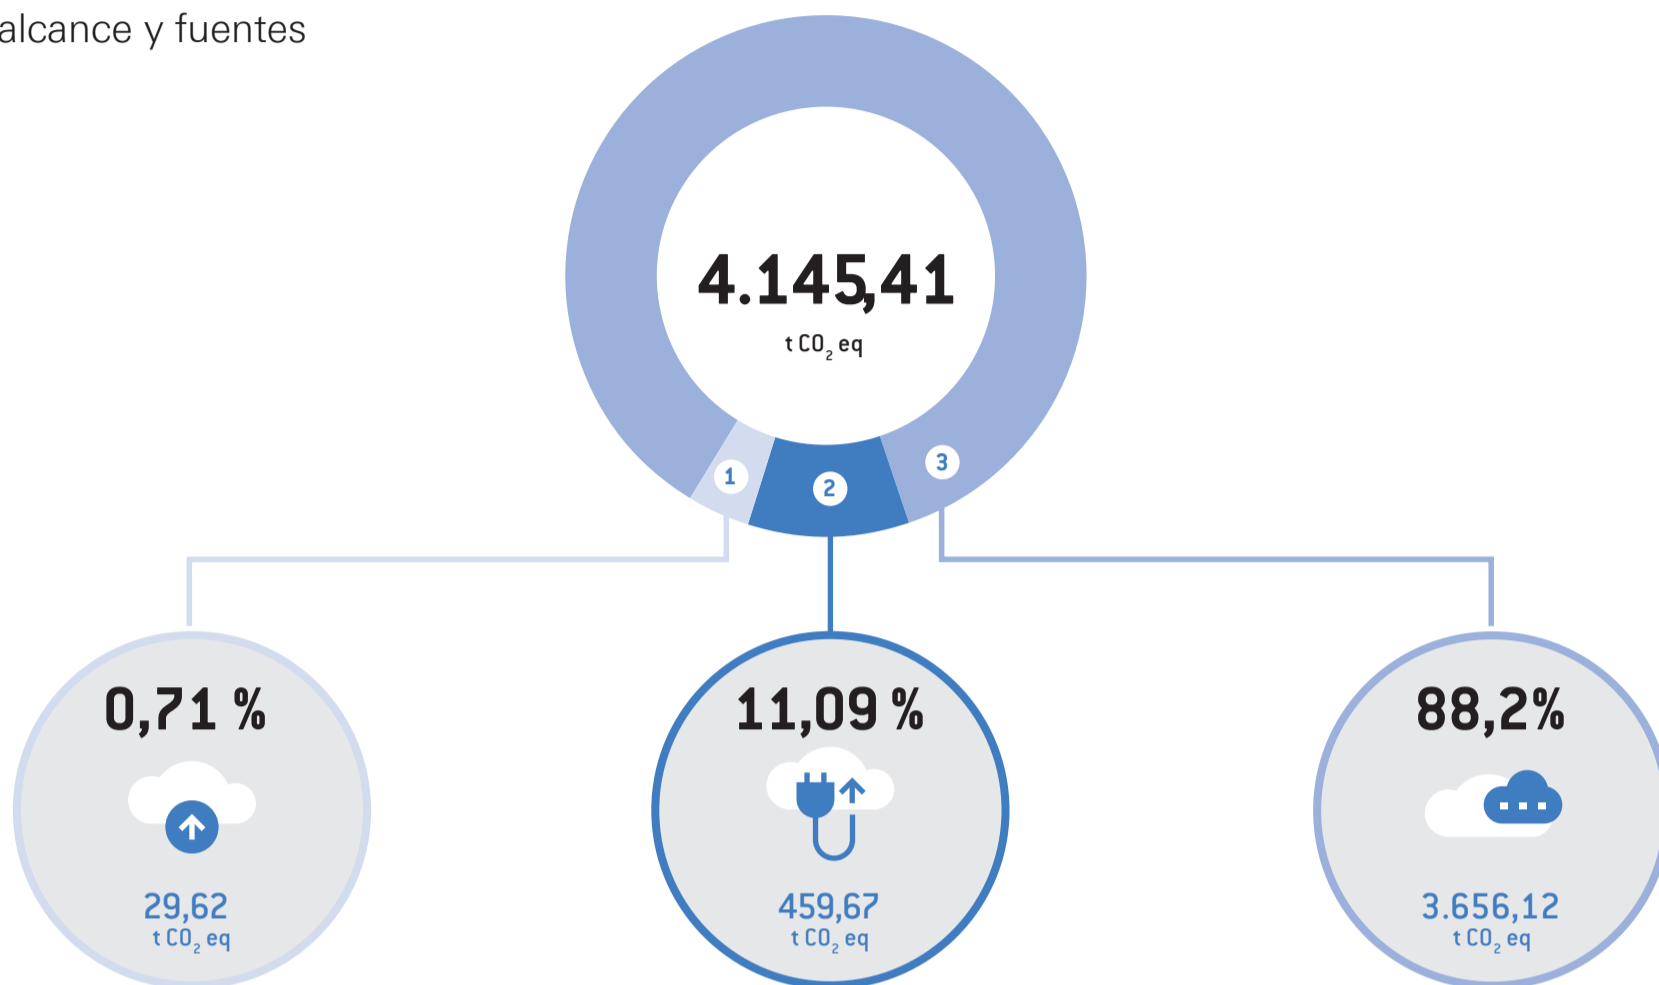 alcance y fuentes
4.145,41
t CO₂ eq
1
2
3
0,71 %
29,62
t CO₂ eq
11,09 %
459,67
t CO₂ eq
88,2%
3.656,12
t CO₂ eq